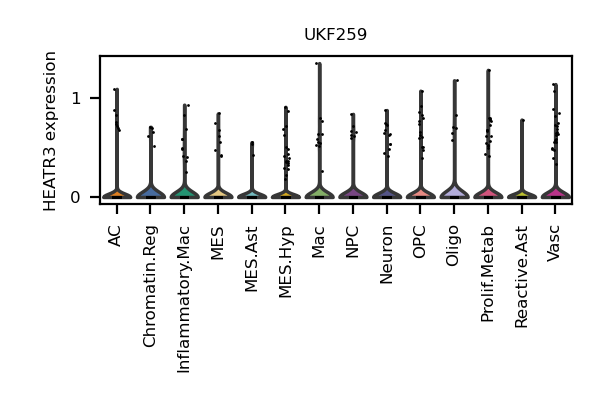 UKF259
HEATR3 expression
1
0
AC
Chromatin.Reg
Inflammatory.Mac
MES
MES.Ast
MES.Hyp
Mac
NPC
Neuron
OPC
Oligo
Prolif.Metab
Reactive.Ast
Vasc